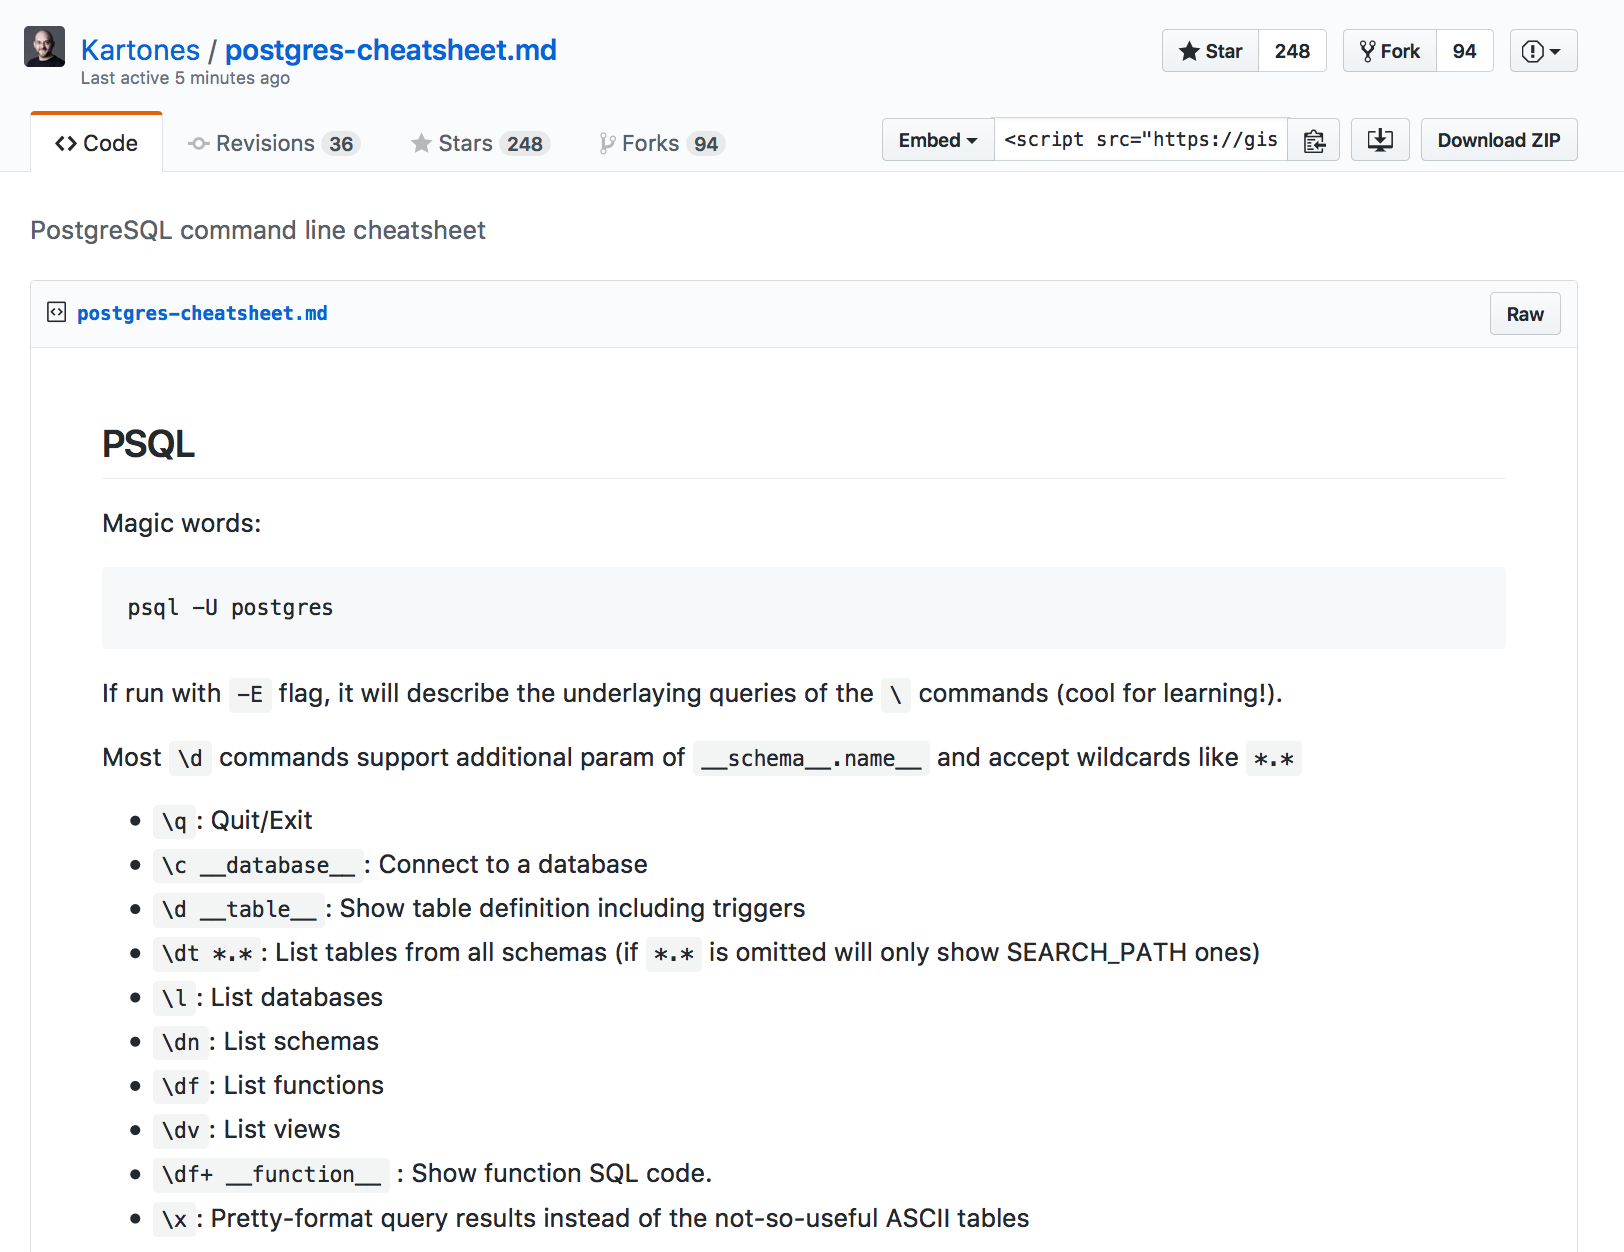 Kartones / postgres-cheatsheet.md
Last active 5 minutes ago
Star 248 Fork 94
Code Revisions 36 Stars 248 Forks 94
Embed <script src="https://gis Download ZIP
PostgreSQL command line cheatsheet
postgres-cheatsheet.md Raw
PSQL
Magic words:
psql -U postgres
If run with -E flag, it will describe the underlaying queries of the \ commands (cool for learning!).
Most \d commands support additional param of __schema__.name__ and accept wildcards like *.*
• \q : Quit/Exit
• \c __database__ : Connect to a database
• \d __table__ : Show table definition including triggers
• \dt *.* : List tables from all schemas (if *.* is omitted will only show SEARCH_PATH ones)
• \l : List databases
• \dn : List schemas
• \df : List functions
• \dv : List views
• \df+ __function__ : Show function SQL code.
• \x : Pretty-format query results instead of the not-so-useful ASCII tables